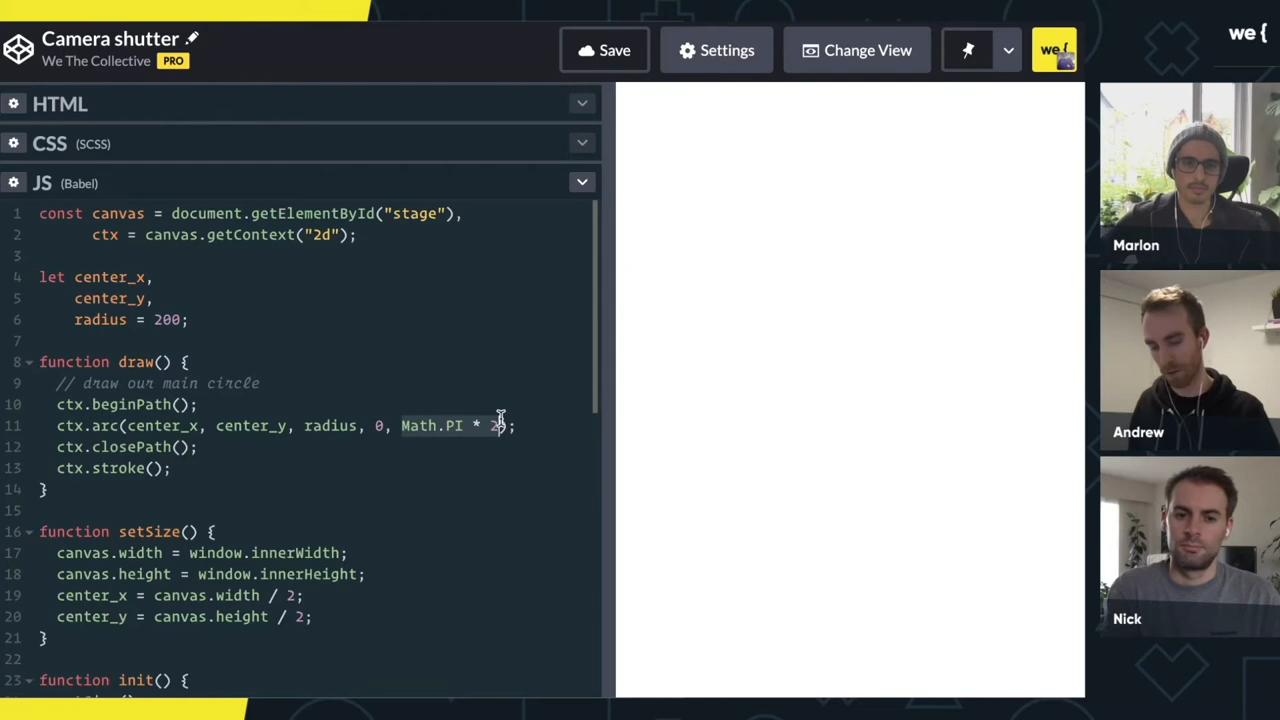 Camera shutter
We The Collective PRO
Save
Settings
Change View
we {
we {
HTML
CSS (SCSS)
JS (Babel)
1 const canvas = document.getElementById("stage"),
2 ctx = canvas.getContext("2d");
3
4 let center_x,
5 center_y,
6 radius = 200;
7
8 function draw() {
9 // draw our main circle
10 ctx.beginPath();
11 ctx.arc(center_x, center_y, radius, 0, Math.PI * 2);
12 ctx.closePath();
13 ctx.stroke();
14 }
15
16 function setSize() {
17 canvas.width = window.innerWidth;
18 canvas.height = window.innerHeight;
19 center_x = canvas.width / 2;
20 center_y = canvas.height / 2;
21 }
22
23 function init() {
Marlon
Andrew
Nick